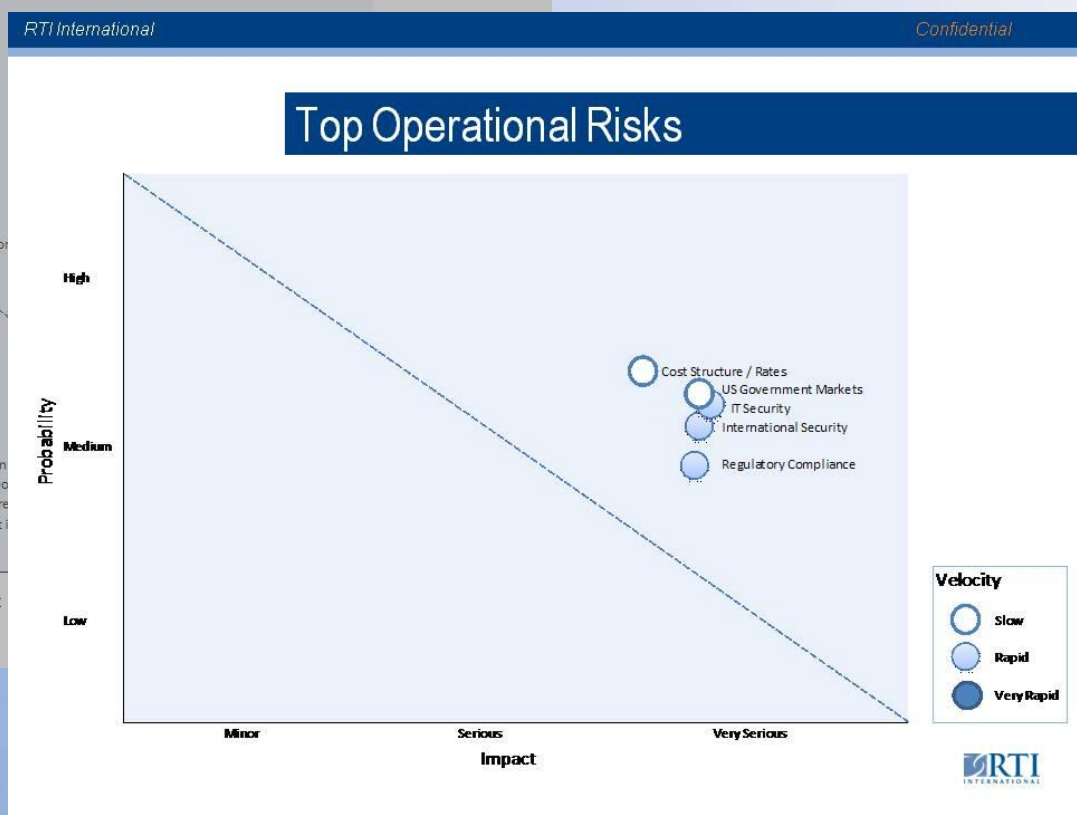 RTI International
Confidential
Top Operational Risks
High
Cost Structure / Rates
US Government Markets
IT Security
International Security
Probability
Medium
Regulatory Compliance
Low
Velocity
Slow
Rapid
Very Rapid
Minor
Serious
Very Serious
Impact
RTI
INTERNATIONAL